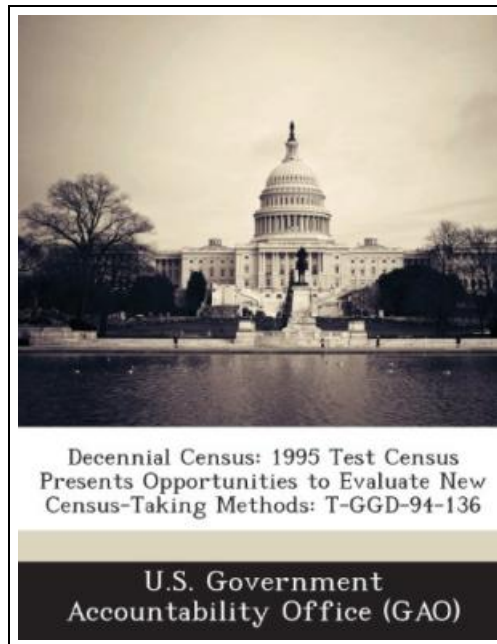 Decennial Census: 1995 Test Census
Presents Opportunities to Evaluate New
Census-Taking Methods: T-GGD-94-136
U.S. Government
Accountability Office (GAO)